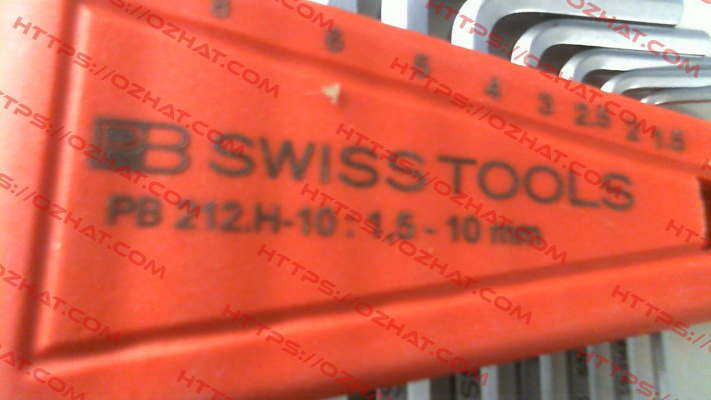 8 6 5 4 3 2.5 2 1.5
PB SWISS TOOLS
PB 212.H-10 : 1.5 - 10 mm
HTTPS://OZHAT.COM